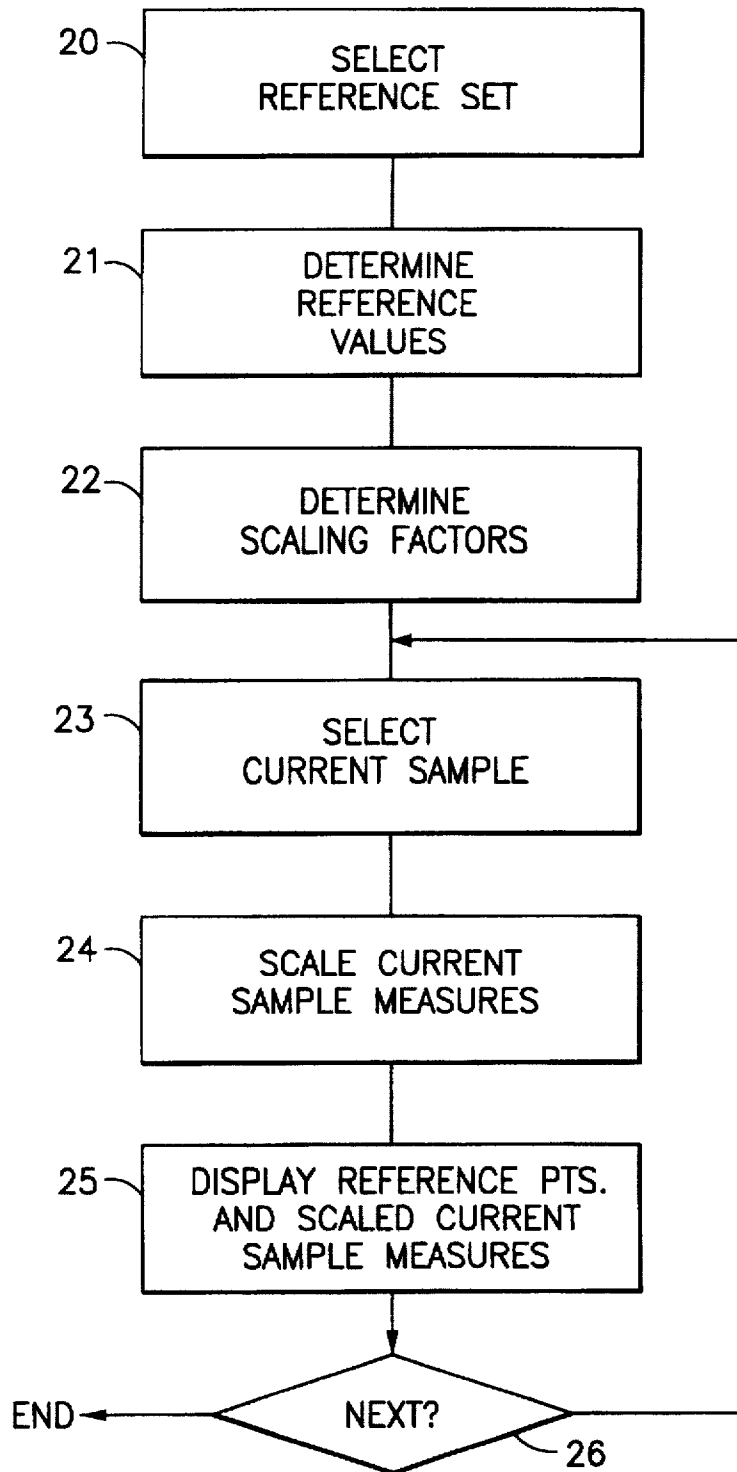 20
SELECT
REFERENCE SET
21
DETERMINE
REFERENCE
VALUES
22
DETERMINE
SCALING FACTORS
23
SELECT
CURRENT SAMPLE
24
SCALE CURRENT
SAMPLE MEASURES
25
DISPLAY REFERENCE PTS.
AND SCALED CURRENT
SAMPLE MEASURES
END
NEXT?
26